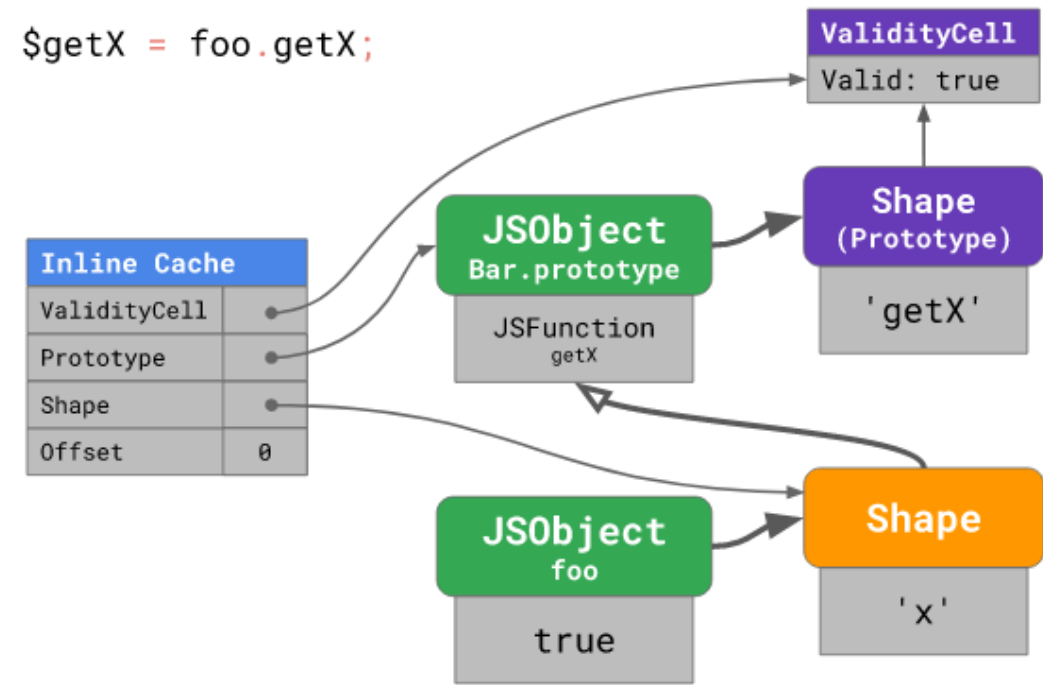 $getX = foo.getX;
ValidityCell
Valid: true
Shape
(Prototype)
'getX'
JSObject
Bar.prototype
JSFunction
getX
Inline Cache
ValidityCell
Prototype
Shape
Offset 0
JSObject
foo
true
Shape
'x'